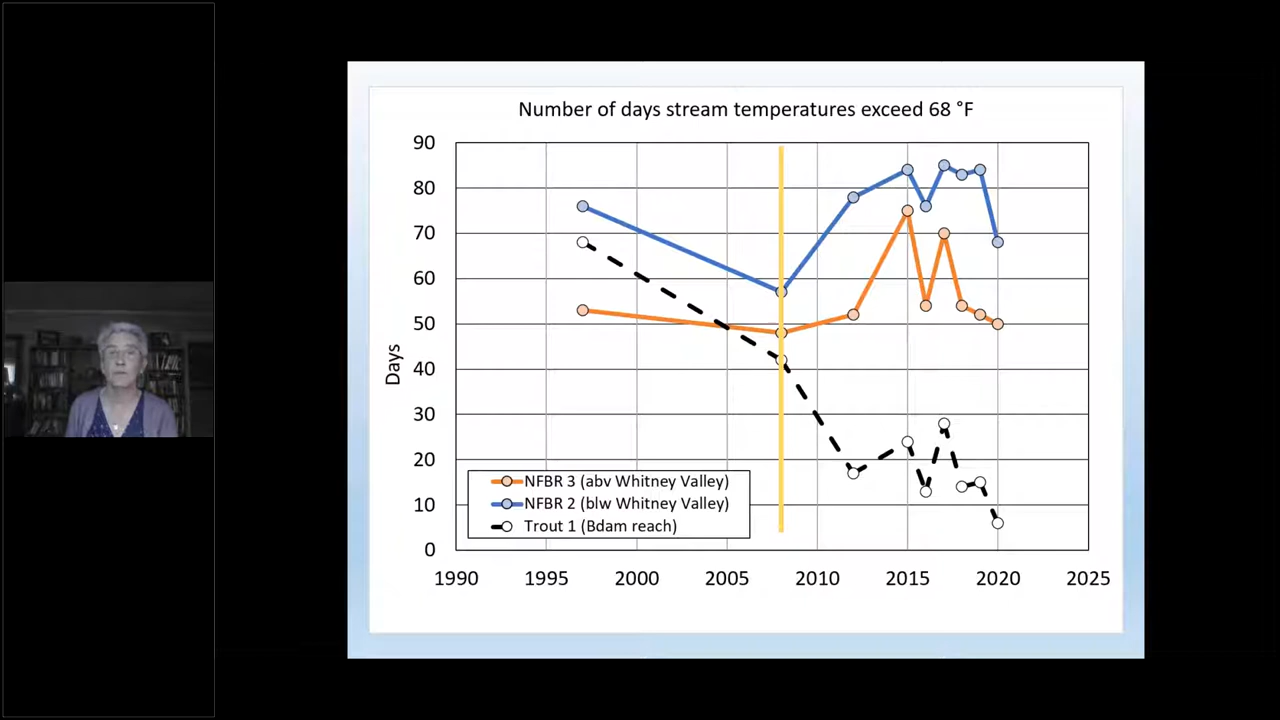 Number of days stream temperatures exceed 68 °F
90
80
70
60
50
40
30
20
10
0
Days
NFBR 3 (abv Whitney Valley)
NFBR 2 (blw Whitney Valley)
Trout 1 (Bdam reach)
1990 1995 2000 2005 2010 2015 2020 2025